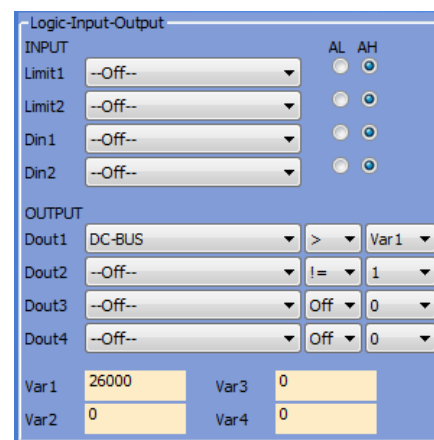 Logic-Input-Output
INPUT AL AH
Limit1 --Off--
Limit2 --Off--
Din1 --Off--
Din2 --Off--
OUTPUT
Dout1 DC-BUS > Var1
Dout2 --Off-- != 1
Dout3 --Off-- Off 0
Dout4 --Off-- Off 0
Var1 26000 Var3 0
Var2 0 Var4 0